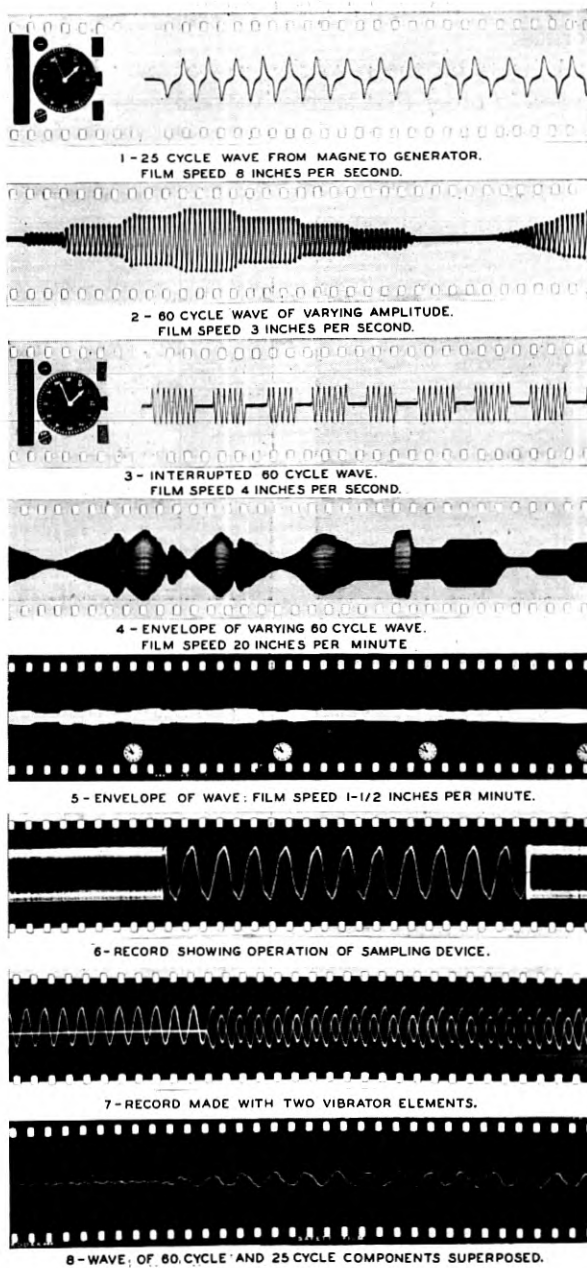 1 - 25 CYCLE WAVE FROM MAGNETO GENERATOR.
FILM SPEED 8 INCHES PER SECOND.
2 - 60 CYCLE WAVE OF VARYING AMPLITUDE.
FILM SPEED 3 INCHES PER SECOND.
3 - INTERRUPTED 60 CYCLE WAVE.
FILM SPEED 4 INCHES PER SECOND.
4 - ENVELOPE OF VARYING 60 CYCLE WAVE.
FILM SPEED 20 INCHES PER MINUTE
5 - ENVELOPE OF WAVE: FILM SPEED 1-1/2 INCHES PER MINUTE.
6 - RECORD SHOWING OPERATION OF SAMPLING DEVICE.
7 - RECORD MADE WITH TWO VIBRATOR ELEMENTS.
8 - WAVE OF 60 CYCLE AND 25 CYCLE COMPONENTS SUPERPOSED.